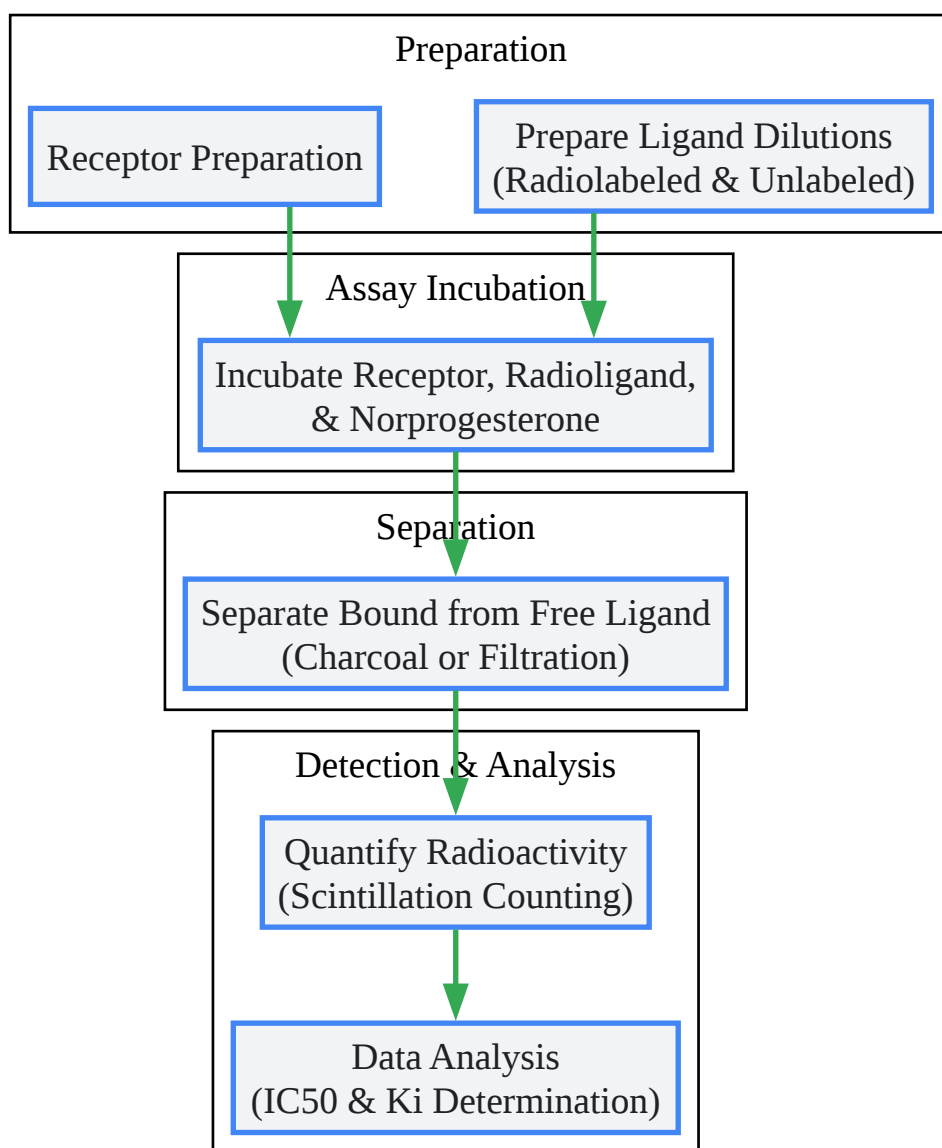 Preparation
Receptor Preparation
Prepare Ligand Dilutions
(Radiolabeled & Unlabeled)
Assay Incubation
Incubate Receptor, Radioligand,
& Norprogesterone
Separation
Separate Bound from Free Ligand
(Charcoal or Filtration)
Detection & Analysis
Quantify Radioactivity
(Scintillation Counting)
Data Analysis
(IC50 & Ki Determination)